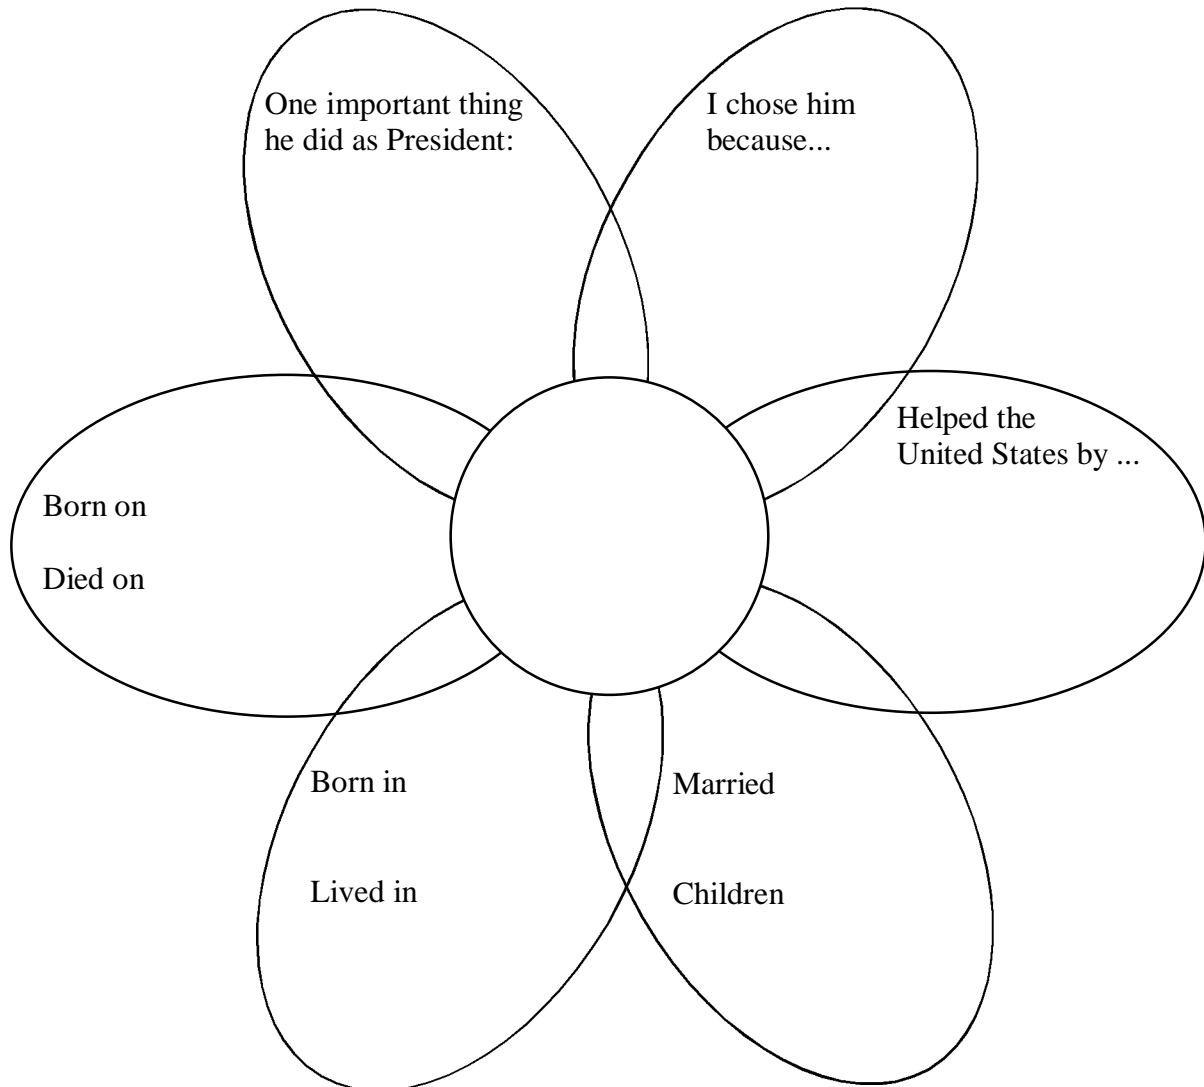 One important thing
he did as President:
I chose him
because...
Helped the
United States by ...
Born on
Died on
Born in
Lived in
Married
Children